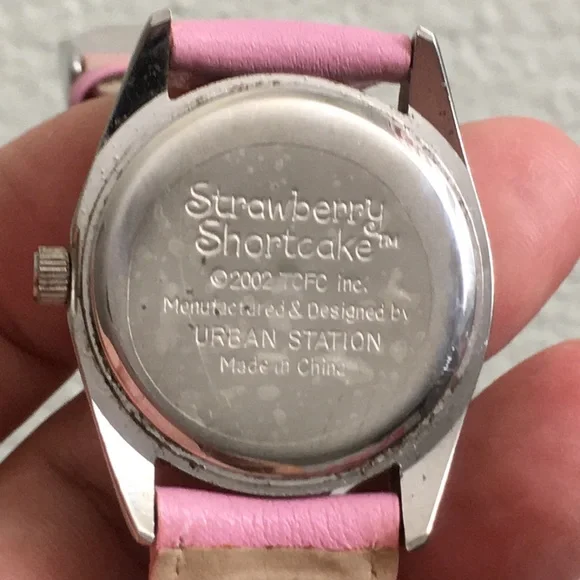 Strawberry
Shortcake™
©2002 TCFC Inc.
Manufactured & Designed by
URBAN STATION
Made in China